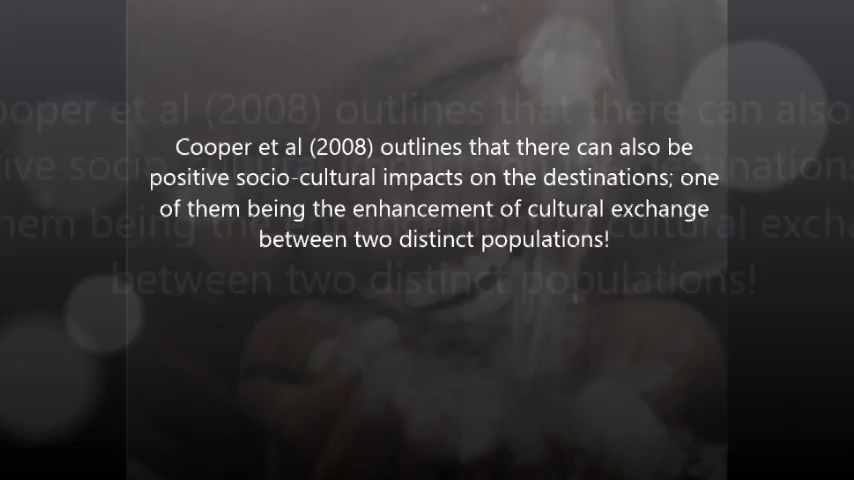 Cooper et al (2008) outlines that there can also be
positive socio-cultural impacts on the destinations; one
of them being the enhancement of cultural exchange
between two distinct populations!